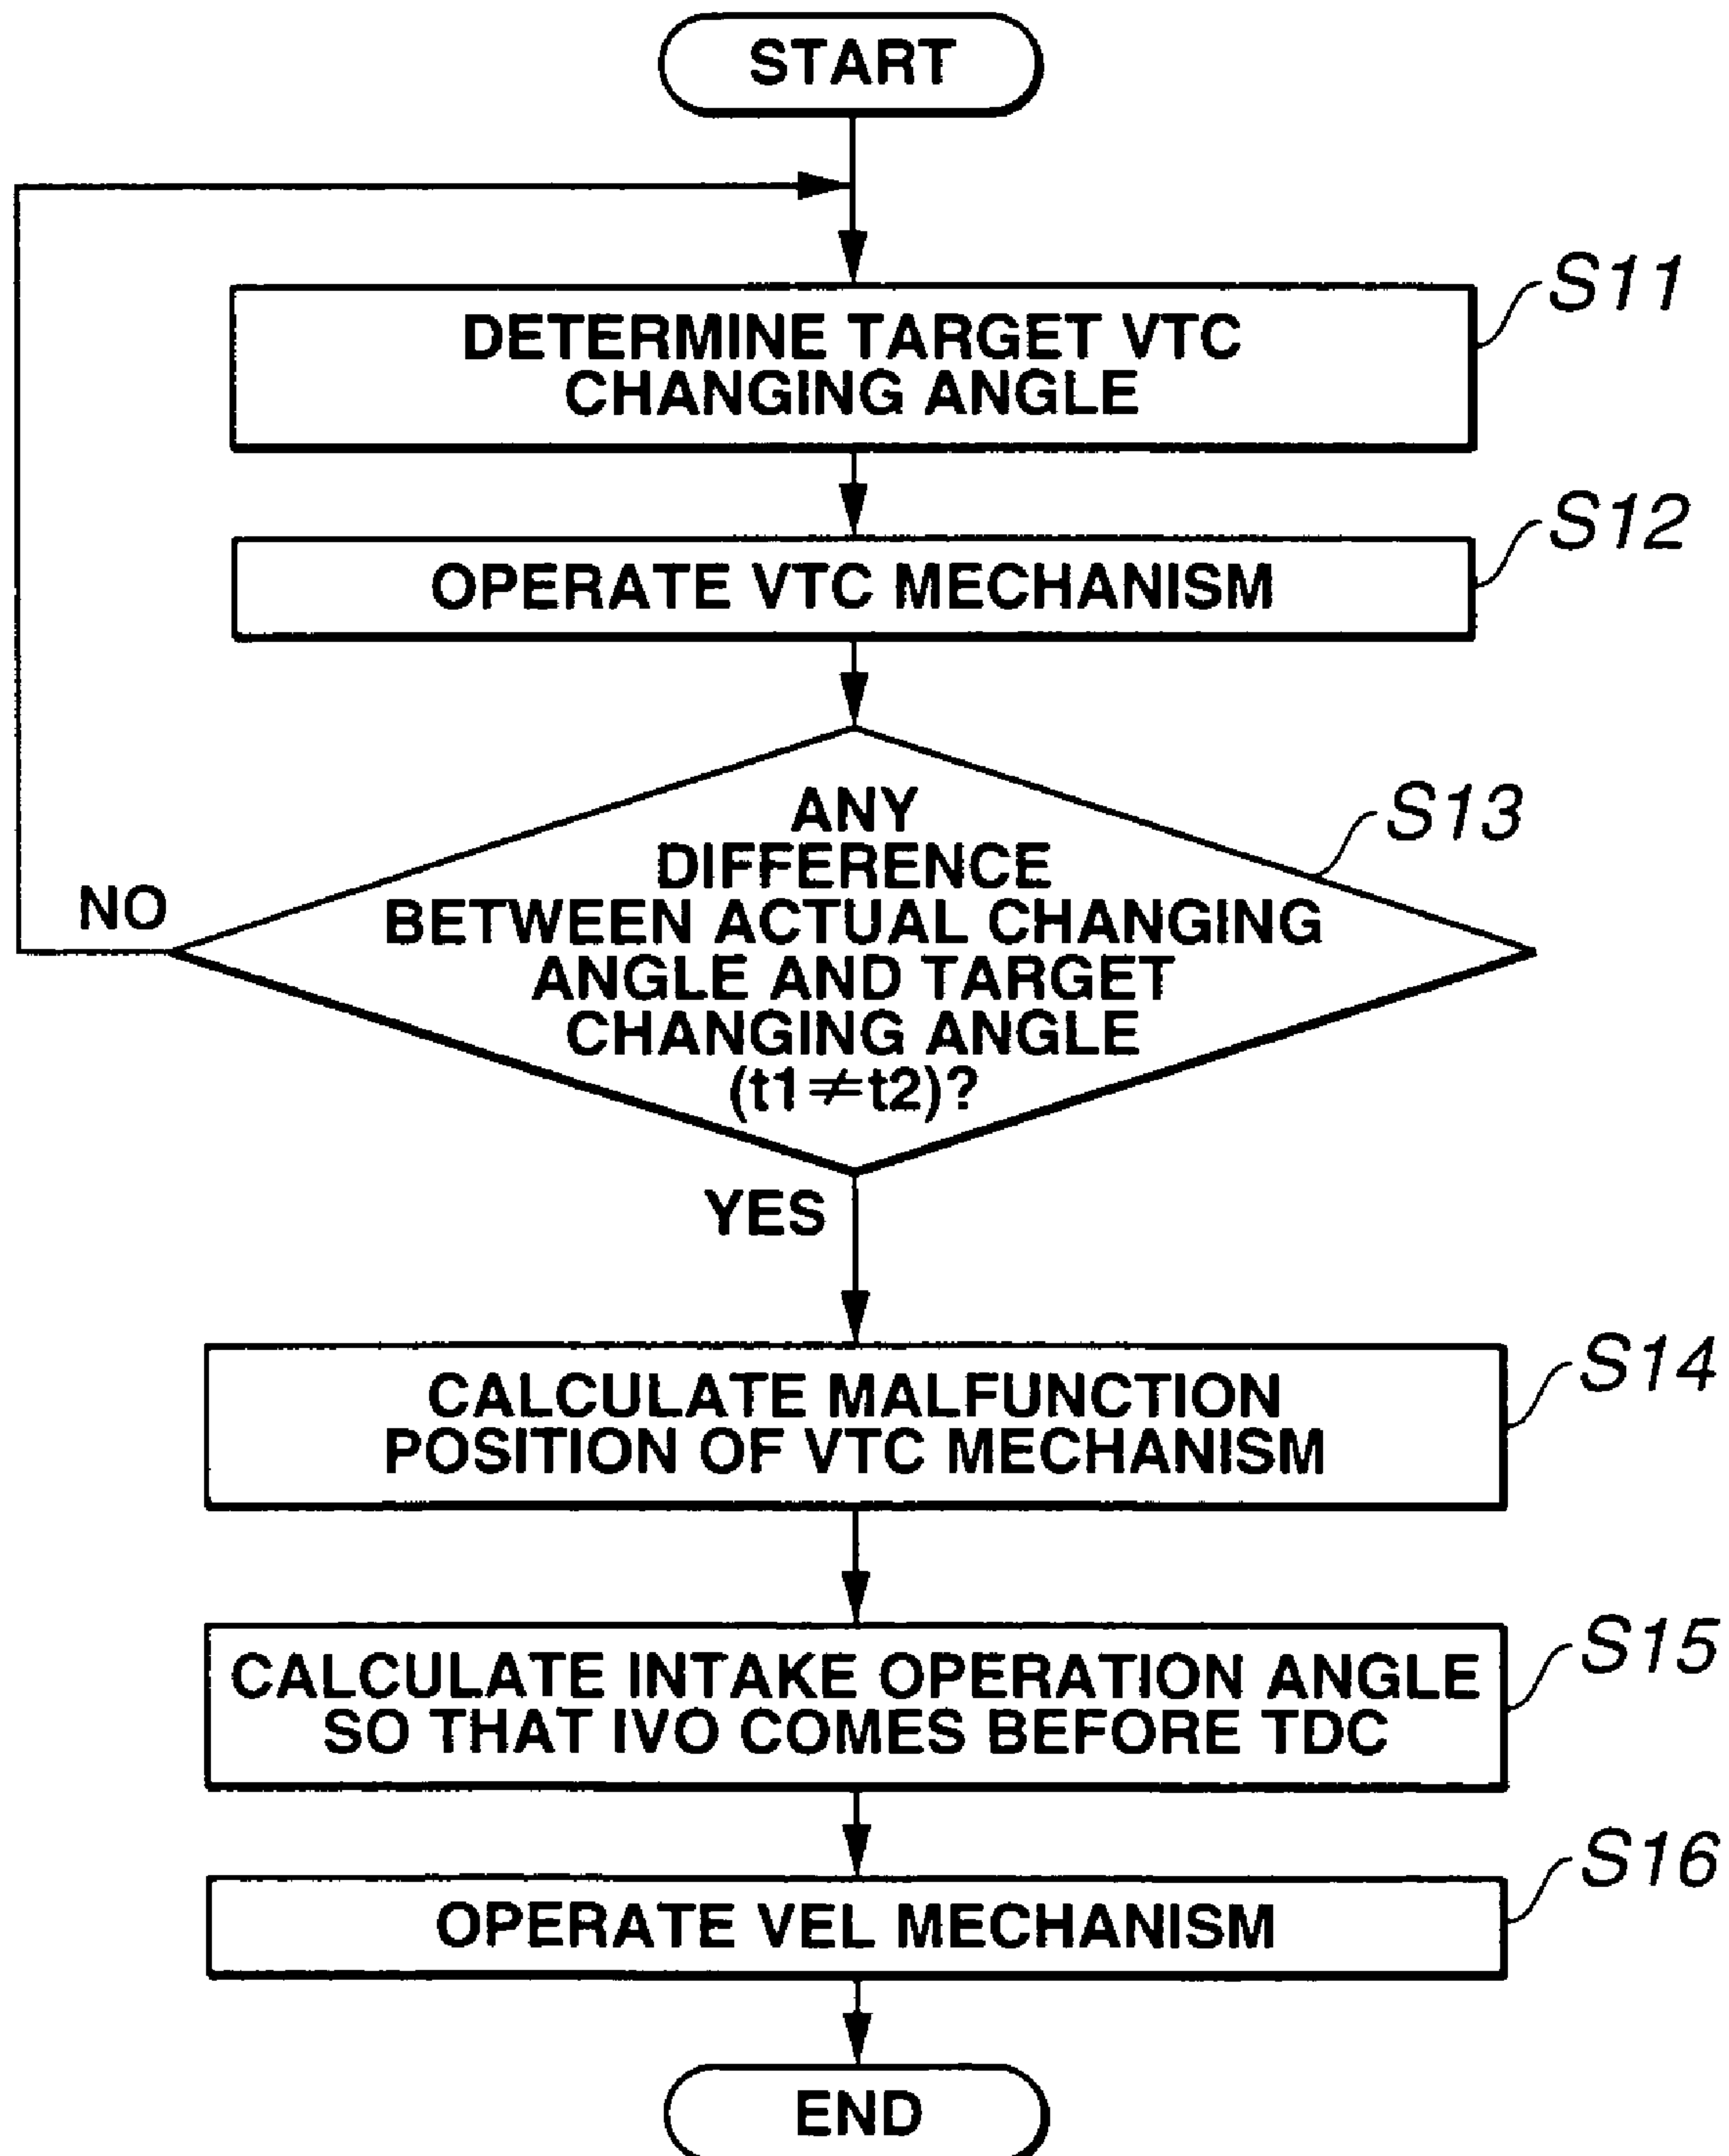 START
DETERMINE TARGET VTC
CHANGING ANGLE
S11
OPERATE VTC MECHANISM
S12
ANY
DIFFERENCE
BETWEEN ACTUAL CHANGING
ANGLE AND TARGET
CHANGING ANGLE
(t1≠t2)?
S13
NO
YES
CALCULATE MALFUNCTION
POSITION OF VTC MECHANISM
S14
CALCULATE INTAKE OPERATION ANGLE
SO THAT IVO COMES BEFORE TDC
S15
OPERATE VEL MECHANISM
S16
END